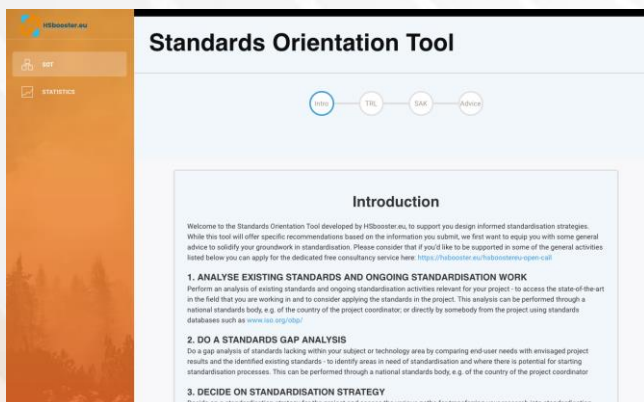 HSbooster.eu
SOT
STATISTICS
Standards Orientation Tool
Intro
TRL
SAK
Advice
Introduction
Welcome to the Standards Orientation Tool developed by HSbooster.eu, to support you design informed standardisation strategies.
While this tool will offer specific recommendations based on the information you submit, we first want to equip you with some general
advice to solidify your groundwork in standardisation. Please consider that if you'd like to be supported in some of the general activities
listed below you can apply for the dedicated free consultancy service here: https://hsbooster.eu/hsboostereu-open-call
1. ANALYSE EXISTING STANDARDS AND ONGOING STANDARDISATION WORK
Perform an analysis of existing standards and ongoing standardisation activities relevant for your project - to access the state-of-the-art
in the field that you are working in and to consider applying the standards in the project. This analysis can be performed through a
national standards body, e.g. of the country of the project coordinator; or directly by somebody from the project using standards
databases such as www.iso.org/obp/
2. DO A STANDARDS GAP ANALYSIS
Do a gap analysis of standards lacking within your subject or technology area by comparing end-user needs with envisaged project
results and the identified existing standards - to identify areas in need of standardisation and where there is potential for starting
standardisation processes. This can be performed through a national standards body, e.g. of the country of the project coordinator
3. DECIDE ON STANDARDISATION STRATEGY